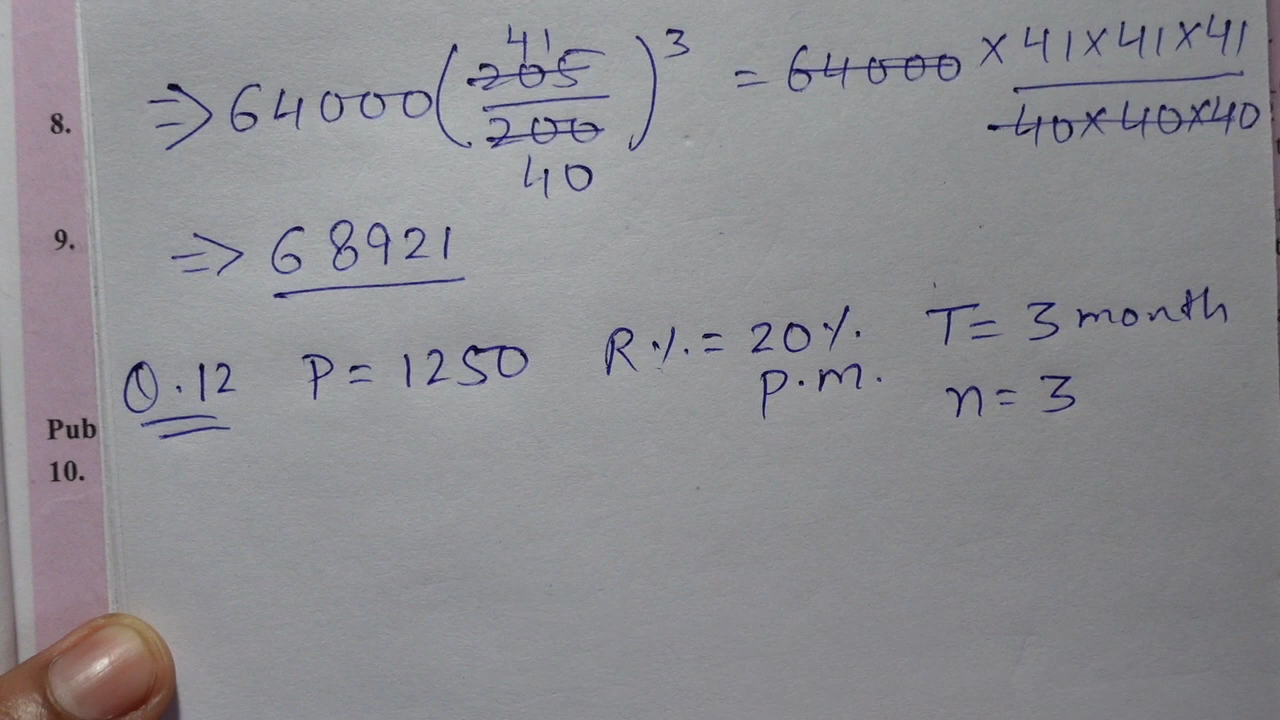 8. ⇒ 64000(205/200)³ 41 40 = 64000 × 41×41×41 / 40×40×40
9. ⇒ 68921
Q.12 P = 1250 R % = 20% p.m. T = 3 month
n = 3
Pub
10.